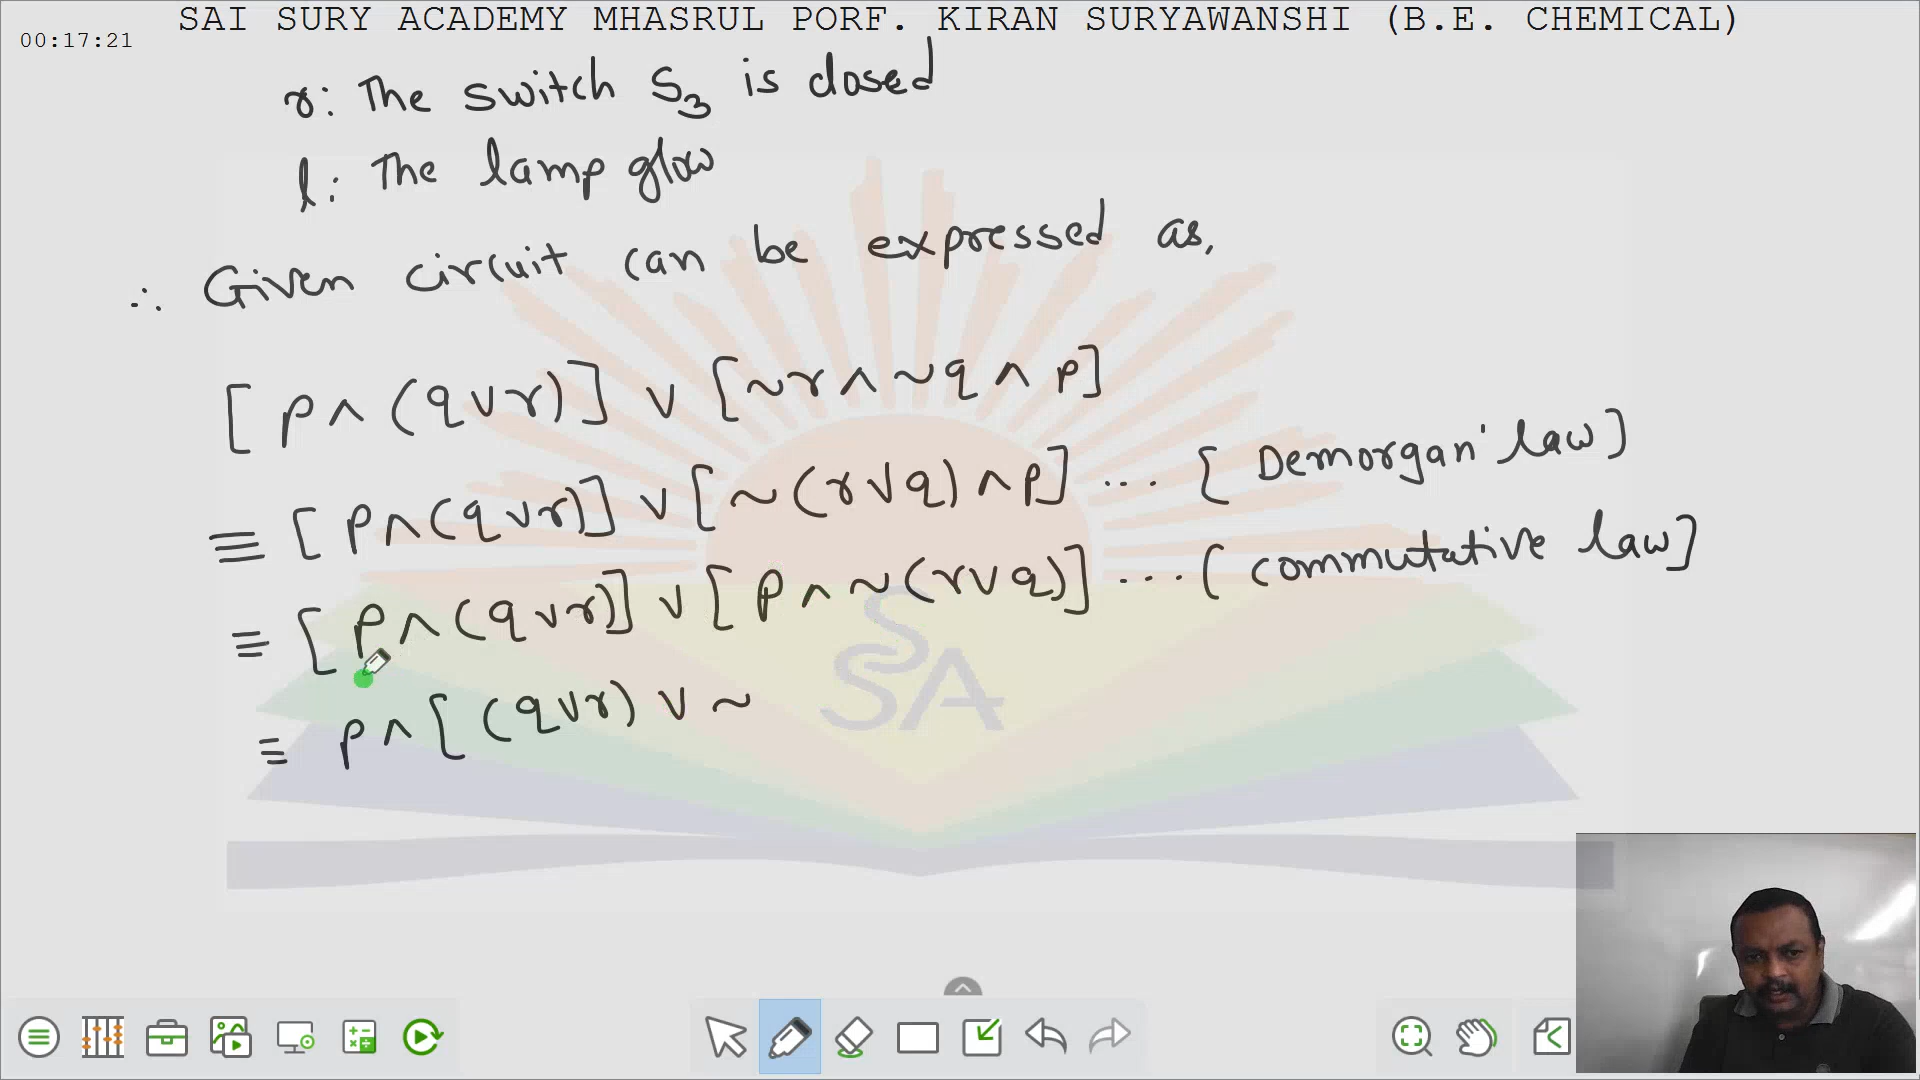 SAI SURY ACADEMY MHASRUL PORF. KIRAN SURYAWANSHI (B.E. CHEMICAL)
00:17:21
r: The switch S₃ is closed
l: The lamp glow
∴ Given circuit can be expressed as,
[p∧(q∨r)] ∨ [~r∧~q∧p]
≡ [p∧(q∨r)] ∨ [~(r∨q)∧p] ... [Demorgan' law]
≡ [p∧(q∨r)] ∨ [p∧~(r∨q)] ... [commutative law]
≡ p∧[(q∨r) ∨ ~
SSA